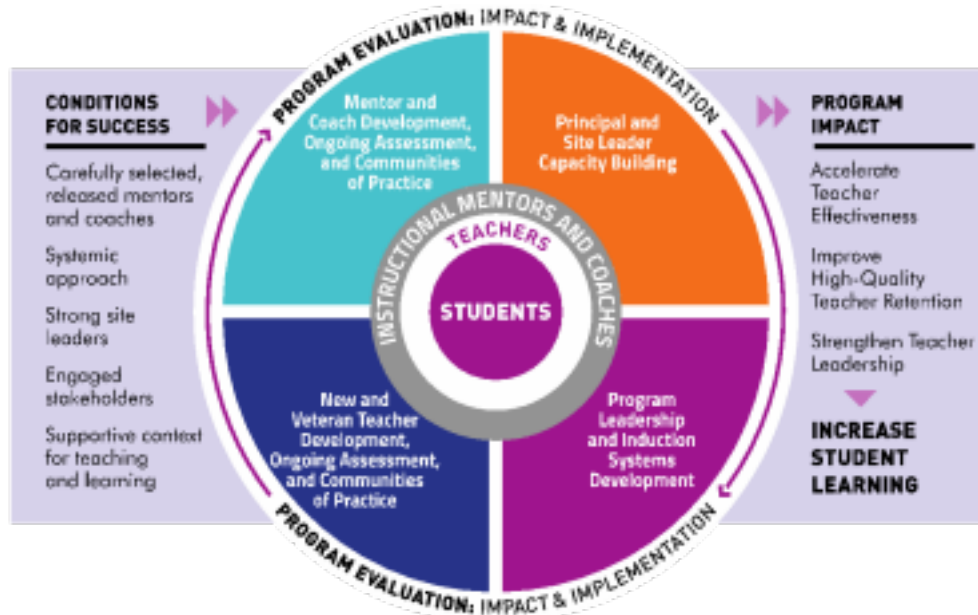 PROGRAM EVALUATION: IMPACT & IMPLEMENTATION
CONDITIONS
FOR SUCCESS
Carefully selected,
released mentors
and coaches
Systemic
approach
Strong site
leaders
Engaged
stakeholders
Supportive context
for teaching
and learning
Mentor and
Coach Development,
Ongoing Assessment,
and Communities
of Practice
Principal and
Site Leader
Capacity Building
INSTRUCTIONAL MENTORS AND COACHES
TEACHERS
STUDENTS
New and
Veteran Teacher
Development,
Ongoing Assessment,
and Communities
of Practice
Program
Leadership
and Induction
Systems
Development
PROGRAM
IMPACT
Accelerate
Teacher
Effectiveness
Improve
High-Quality
Teacher Retention
Strengthen Teacher
Leadership
INCREASE
STUDENT
LEARNING
PROGRAM EVALUATION: IMPACT & IMPLEMENTATION